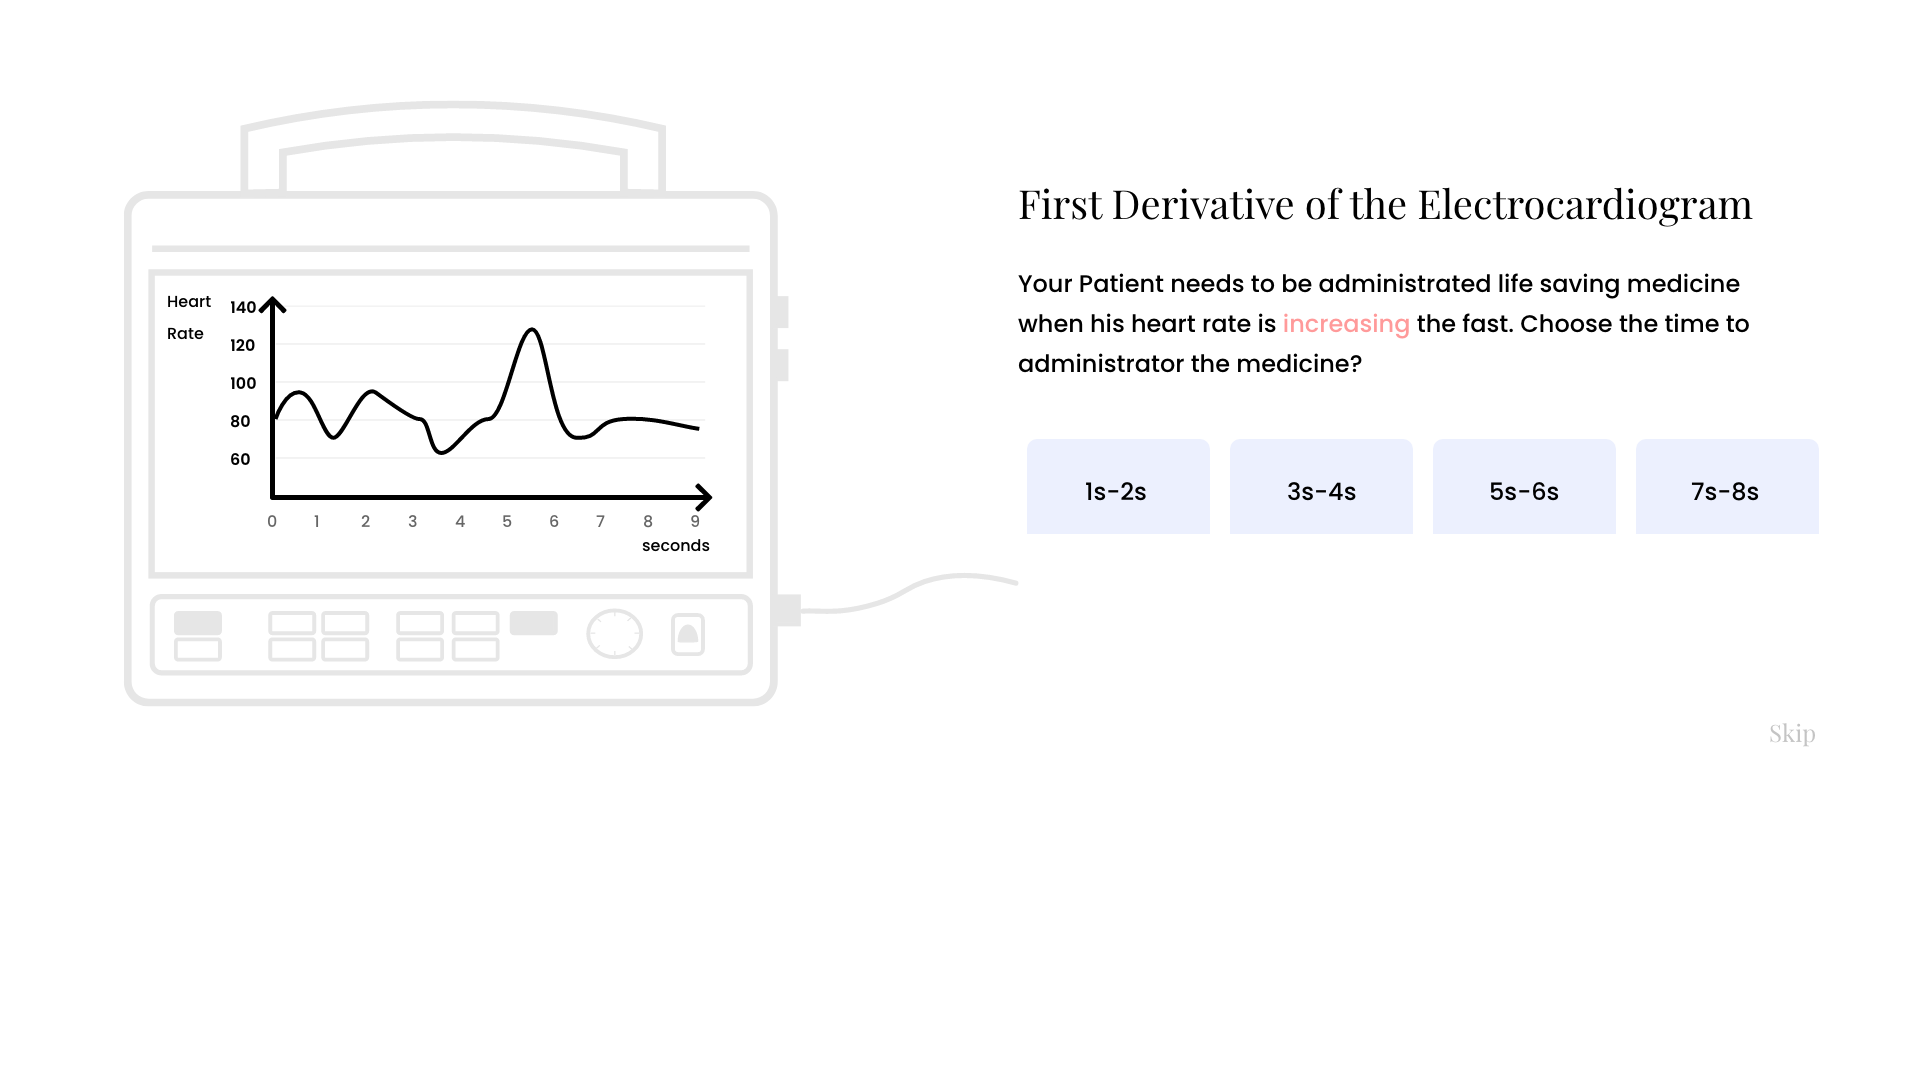 First Derivative of the Electrocardiogram
Your Patient needs to be administrated life saving medicine
when his heart rate is increasing the fast. Choose the time to
administrator the medicine?
1s-2s
3s-4s
5s-6s
7s-8s
Skip
Heart
Rate
140
120
100
80
60
0 1 2 3 4 5 6 7 8 9
seconds